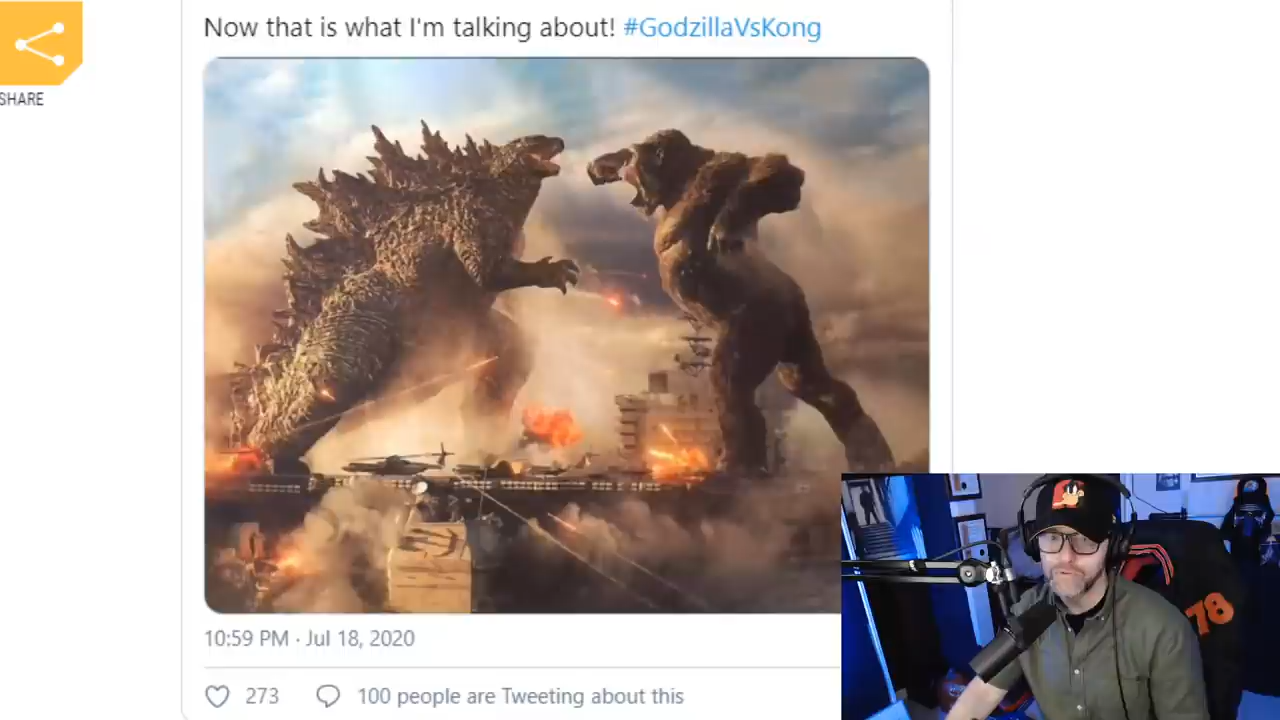 Now that is what I'm talking about! #GodzillaVsKong
SHARE
10:59 PM · Jul 18, 2020
273
100 people are Tweeting about this
78